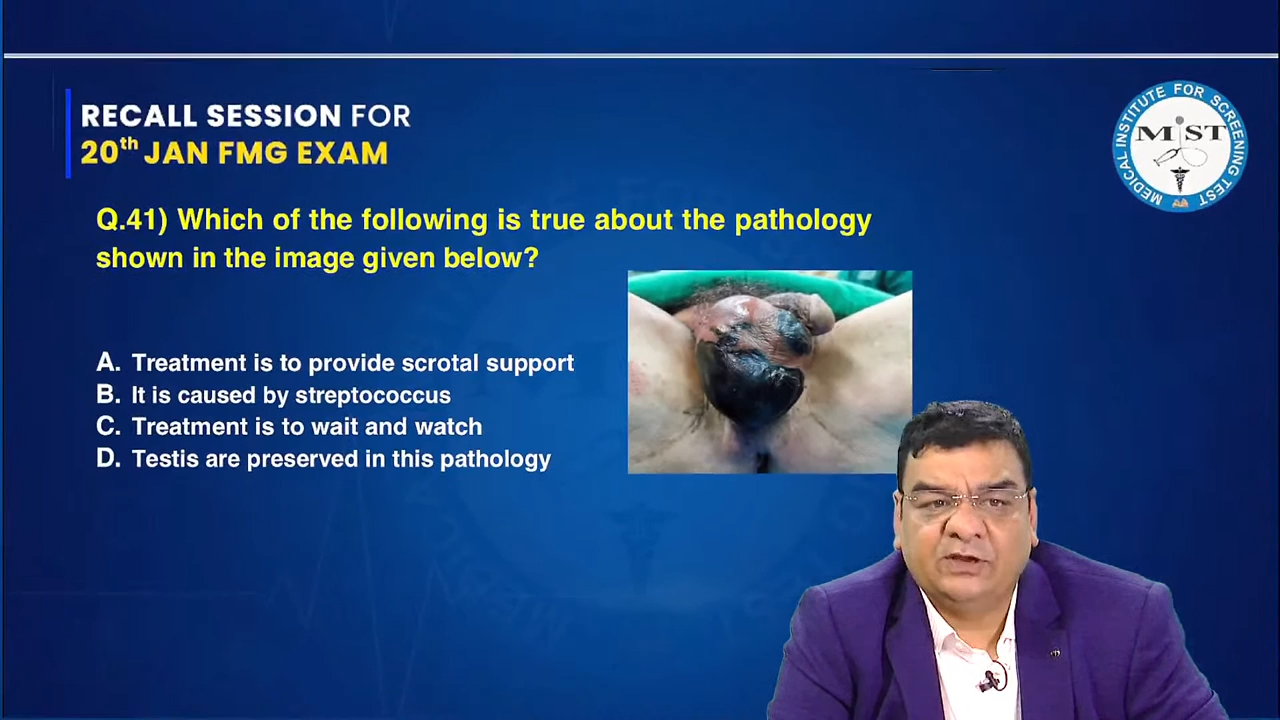 RECALL SESSION FOR
20th JAN FMG EXAM
MEDICAL INSTITUTE FOR SCREENING TEST
MIST
Q.41) Which of the following is true about the pathology
shown in the image given below?
A. Treatment is to provide scrotal support
B. It is caused by streptococcus
C. Treatment is to wait and watch
D. Testis are preserved in this pathology